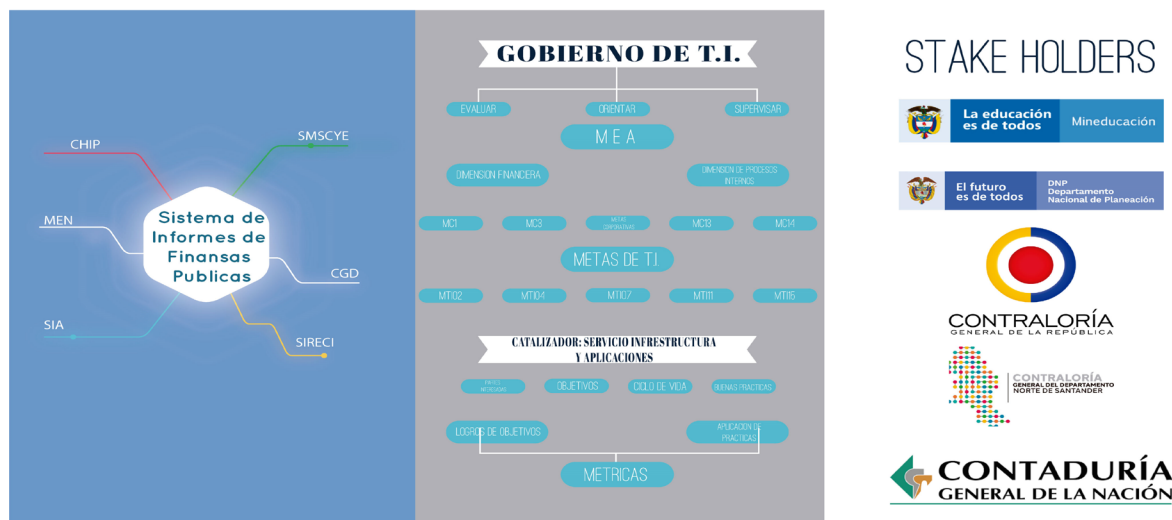 CHIP
SMSCYE
MEN
Sistema de
Informes de
Finansas
Publicas
CGD
SIA
SIRECI
GOBIERNO DE T.I.
EVALUAR
ORIENTAR
SUPERVISAR
M E A
DIMENSION FINANCIERA
DIMENSION DE PROCESOS
INTERNOS
MC1
MC3
METAS
CORPORATIVAS
MC13
MC14
METAS DE T.I.
MTI02
MTI04
MTI07
MTI11
MTI15
CATALIZADOR: SERVICIO INFRESTRUCTURA
Y APLICACIONES
PARTES
INTERESADAS
OBJETIVOS
CICLO DE VIDA
BUENAS PRACTICAS
LOGROS DE OBJETIVOS
APLICACION DE
PRACTICAS
METRICAS
STAKE HOLDERS
La educación
es de todos
Mineducación
El futuro
es de todos
DNP
Departamento
Nacional de Planeación
CONTRALORÍA
GENERAL DE LA REPÚBLICA
CONTRALORÍA
GENERAL DEL DEPARTAMENTO
NORTE DE SANTANDER
CONTADURÍA
GENERAL DE LA NACIÓN